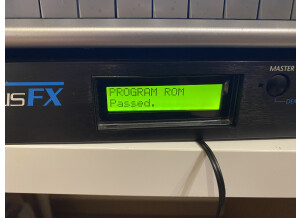 usFX
MASTER
PROGRAM ROM
Passed.